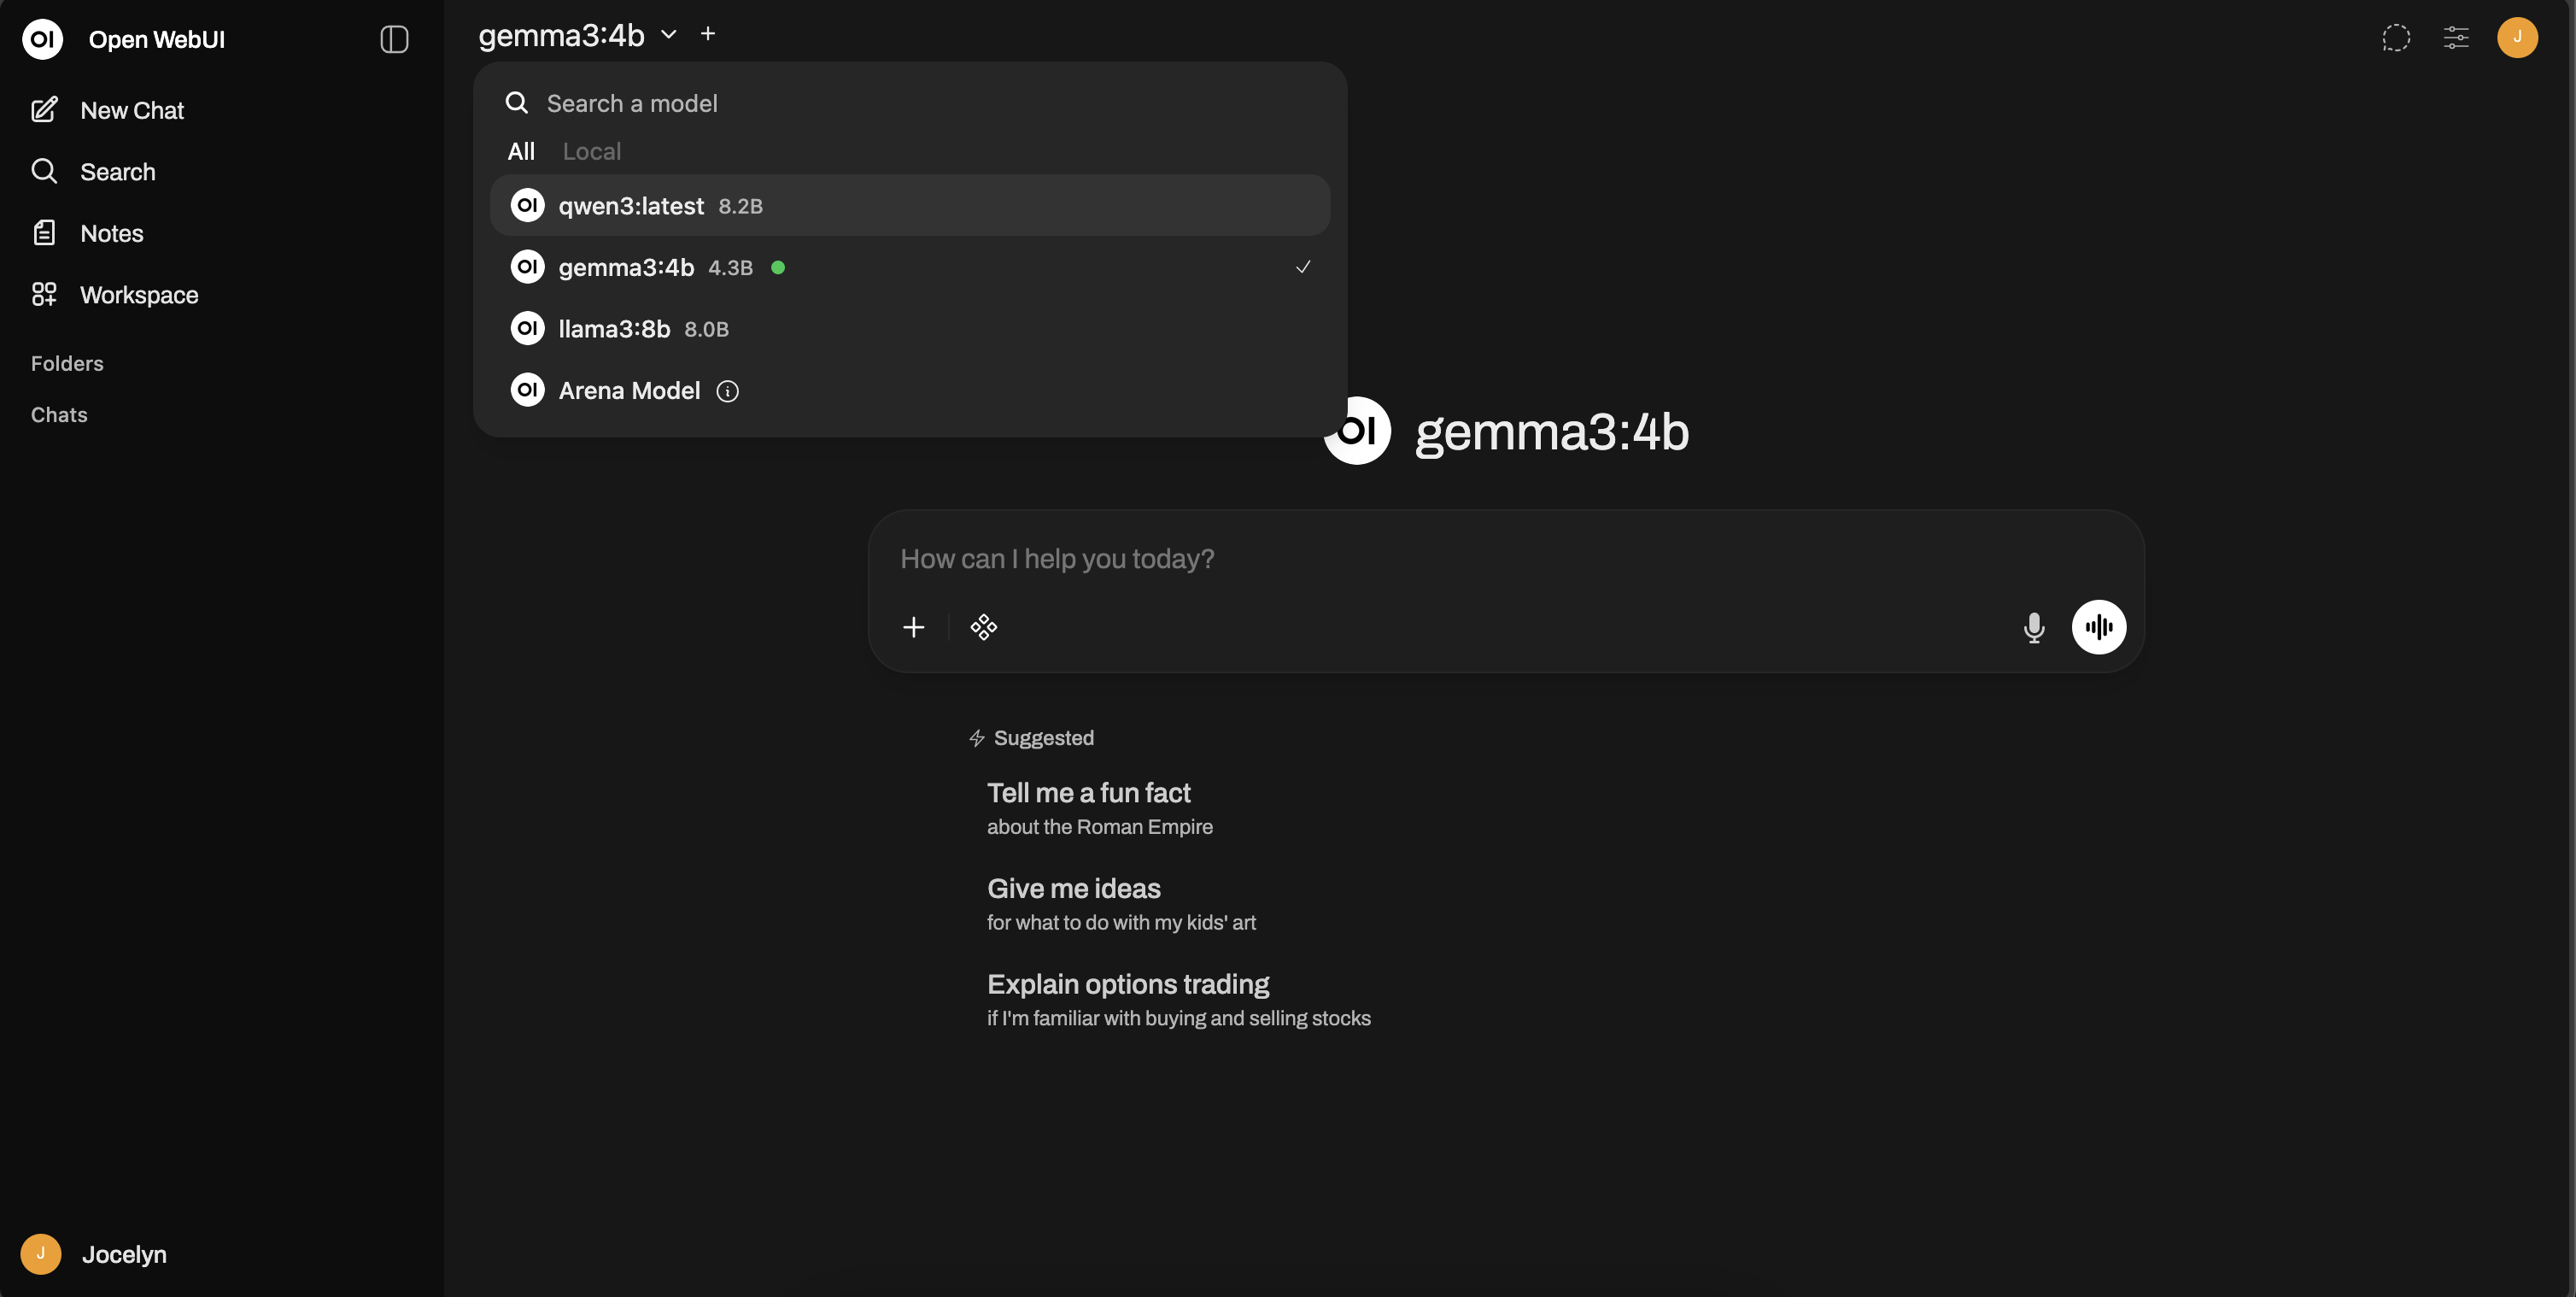 OI Open WebUI
New Chat
Search
Notes
Workspace
Folders
Chats
J Jocelyn
gemma3:4b
J
Search a model
All Local
OI qwen3:latest 8.2B
OI gemma3:4b 4.3B
OI llama3:8b 8.0B
OI Arena Model
OI gemma3:4b
How can I help you today?
Suggested
Tell me a fun fact
about the Roman Empire
Give me ideas
for what to do with my kids' art
Explain options trading
if I'm familiar with buying and selling stocks